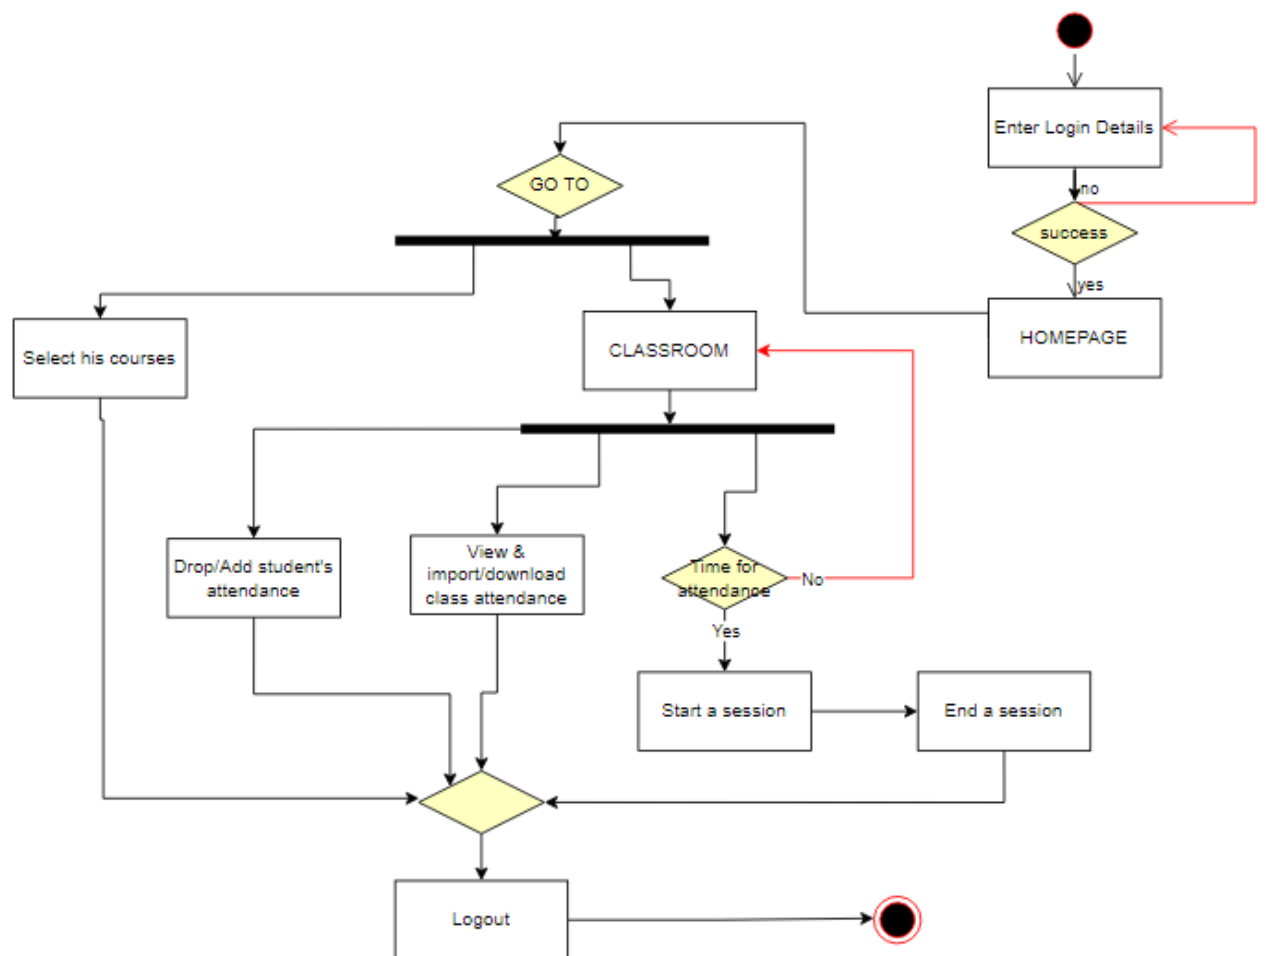 Enter Login Details
no
success
yes
HOMEPAGE
GO TO
Select his courses
CLASSROOM
Drop/Add student's
attendance
View &
import/download
class attendance
Time for
attendance
No
Yes
Start a session
End a session
Logout